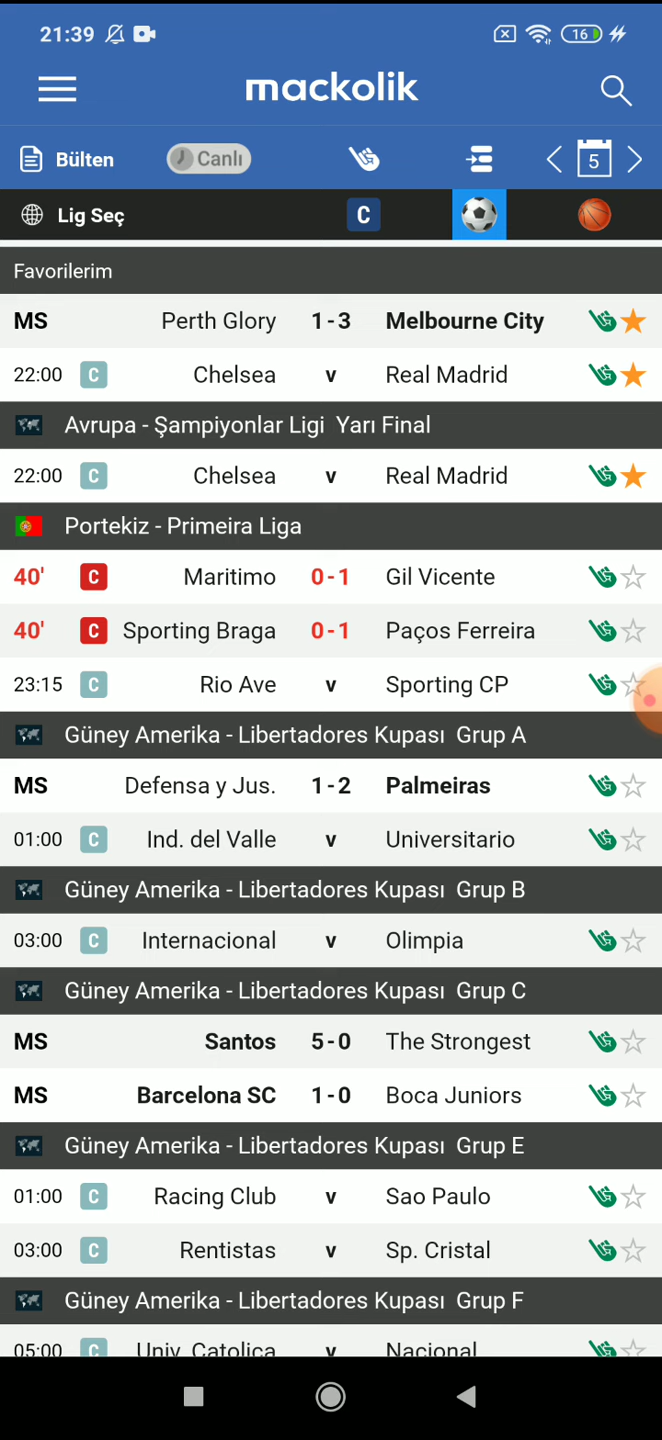 21:39 16
mackolik
Bülten Canlı 5
Lig Seç C
Favorilerim
MS Perth Glory 1-3 Melbourne City
22:00 C Chelsea v Real Madrid
Avrupa - Şampiyonlar Ligi Yarı Final
22:00 C Chelsea v Real Madrid
Portekiz - Primeira Liga
40' C Maritimo 0-1 Gil Vicente
40' C Sporting Braga 0-1 Paços Ferreira
23:15 C Rio Ave v Sporting CP
Güney Amerika - Libertadores Kupası Grup A
MS Defensa y Jus. 1-2 Palmeiras
01:00 C Ind. del Valle v Universitario
Güney Amerika - Libertadores Kupası Grup B
03:00 C Internacional v Olimpia
Güney Amerika - Libertadores Kupası Grup C
MS Santos 5-0 The Strongest
MS Barcelona SC 1-0 Boca Juniors
Güney Amerika - Libertadores Kupası Grup E
01:00 C Racing Club v Sao Paulo
03:00 C Rentistas v Sp. Cristal
Güney Amerika - Libertadores Kupası Grup F
05:00 C Univ. Catolica v Nacional